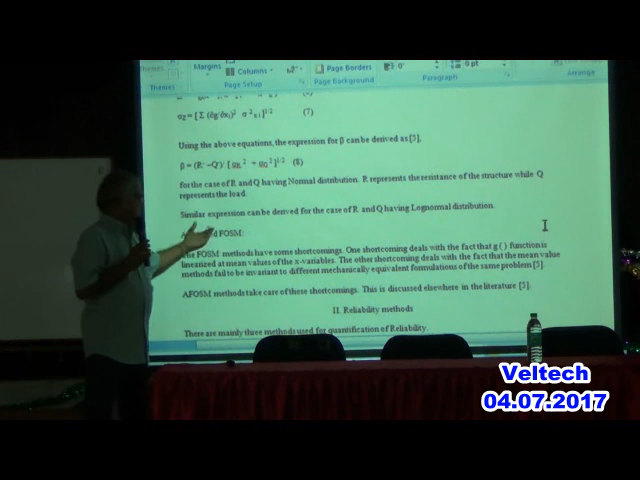 Margins
Columns
Page Borders
0"
0 pt
Themes
Page Setup
Page Background
Paragraph
Arrange
σz = [ Σ (∂g/∂xi)² σ²xi]1/2 (7)
Using the above equations, the expression for β can be derived as [5],
(8)
for the case of R and Q having Normal distribution. R represents the resistance of the structure while Q
represents the load.
Similar expression can be derived for the case of R and Q having Lognormal distribution.
FOSM:
The FOSM methods have some shortcomings. One shortcoming deals with the fact that g ( ) function is
linearized at mean values of the x-variables. The other shortcoming deals with the fact that the mean value
methods fail to be invariant to different mechanically equivalent formulations of the same problem [5].
AFOSM methods take case of these shortcomings. This is discussed elsewhere in the literature [5].
II. Reliability methods
There are mainly three methods used for quantification of Reliability.
Veltech
04.07.2017